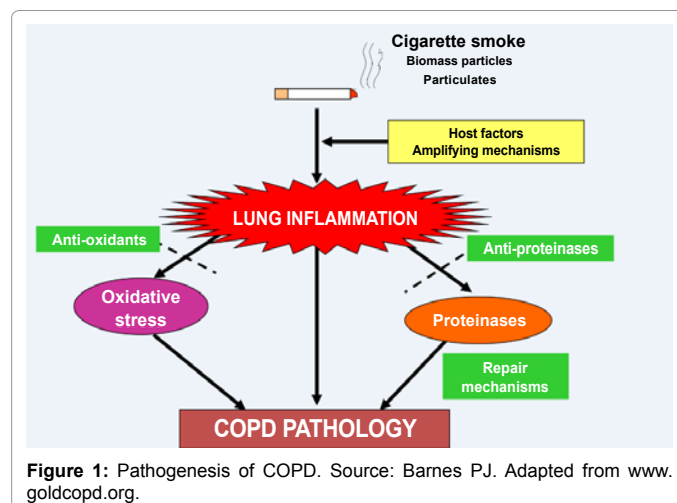 Cigarette smoke
Biomass particles
Particulates
Host factors
Amplifying mechanisms
LUNG INFLAMMATION
Anti-oxidants
Anti-proteinases
Oxidative
stress
Proteinases
Repair
mechanisms
COPD PATHOLOGY
Figure 1: Pathogenesis of COPD. Source: Barnes PJ. Adapted from www.
goldcopd.org.